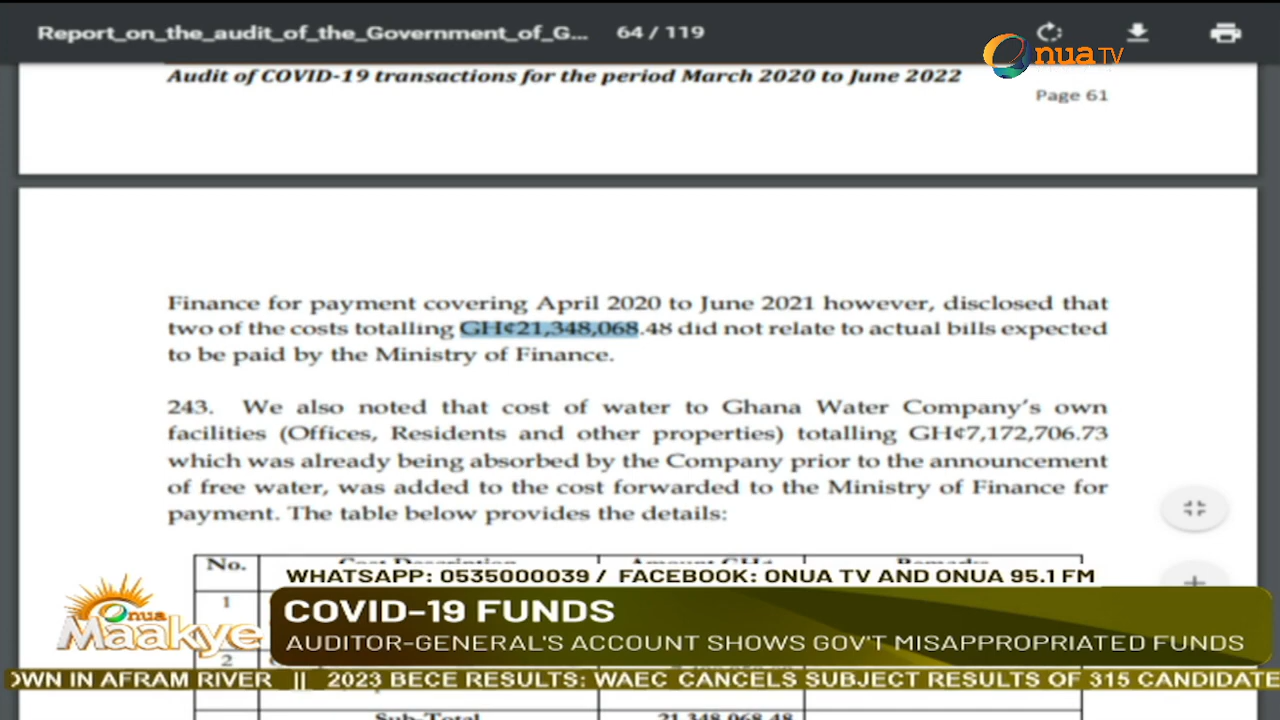 Report_on_the_audit_of_the_Government_of_G... 64 / 119
Onua TV
Audit of COVID-19 transactions for the period March 2020 to June 2022
Page 61
Finance for payment covering April 2020 to June 2021 however, disclosed that
two of the costs totalling GH¢21,348,068.48 did not relate to actual bills expected
to be paid by the Ministry of Finance.
243. We also noted that cost of water to Ghana Water Company's own
facilities (Offices, Residents and other properties) totalling GH¢7,172,706.73
which was already being absorbed by the Company prior to the announcement
of free water, was added to the cost forwarded to the Ministry of Finance for
payment. The table below provides the details:
No. Cost Description Amount GH¢ Remarks
WHATSAPP: 0535000039 / FACEBOOK: ONUA TV AND ONUA 95.1 FM
1
Onua
Maakye
COVID-19 FUNDS
AUDITOR-GENERAL'S ACCOUNT SHOWS GOV'T MISAPPROPRIATED FUNDS
2
OWN IN AFRAM RIVER || 2023 BECE RESULTS: WAEC CANCELS SUBJECT RESULTS OF 315 CANDIDATE
Sub-Total 21,348,068.48